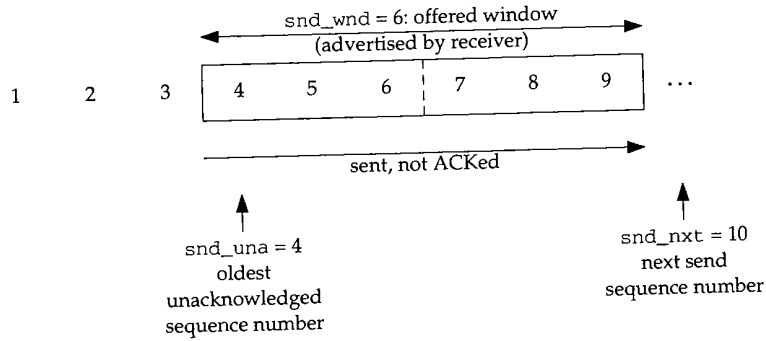 snd_wnd = 6: offered window
(advertised by receiver)
1 2 3 4 5 6 7 8 9 ...
sent, not ACKed
snd_una = 4
oldest
unacknowledged
sequence number
snd_nxt = 10
next send
sequence number